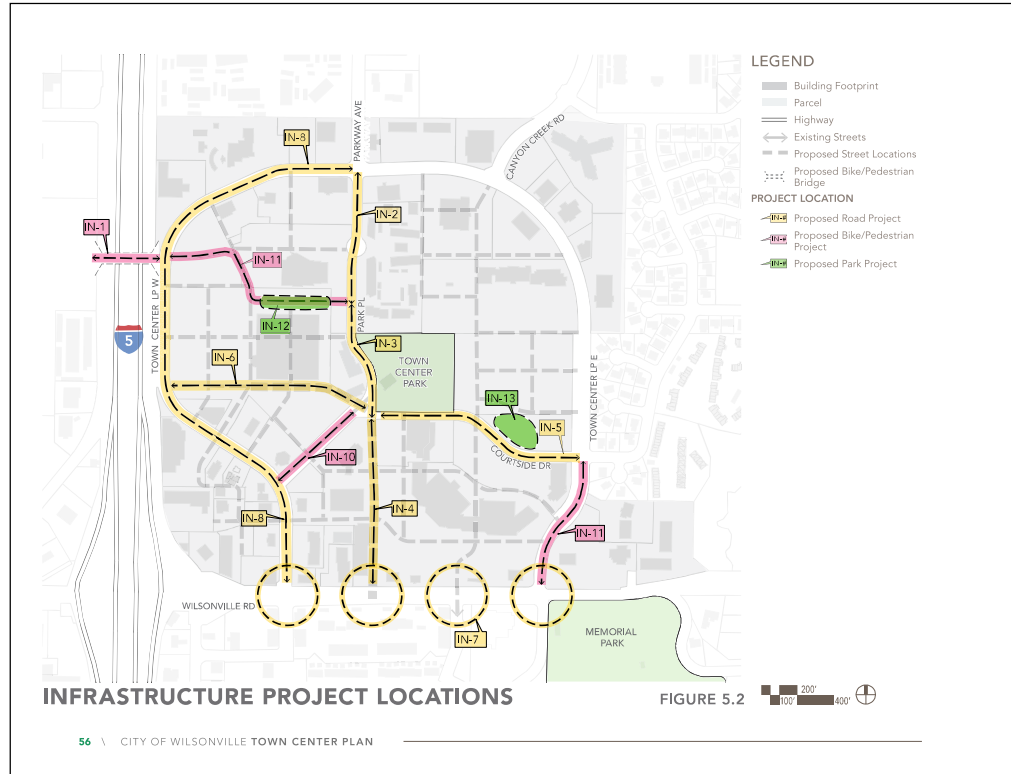 LEGEND
Building Footprint
Parcel
Highway
Existing Streets
Proposed Street Locations
Proposed Bike/Pedestrian
Bridge
PROJECT LOCATION
IN-# Proposed Road Project
IN-# Proposed Bike/Pedestrian
Project
IN-# Proposed Park Project
PARKWAY AVE
CANYON CREEK RD
IN-8
IN-2
IN-1
IN-11
TOWN CENTER LP W
IN-12
PARK PL
5
IN-3
IN-6
TOWN
CENTER
PARK
TOWN CENTER LP E
IN-13
IN-5
COURTSIDE DR
IN-10
IN-8
IN-4
IN-11
WILSONVILLE RD
IN-7
MEMORIAL
PARK
INFRASTRUCTURE PROJECT LOCATIONS
FIGURE 5.2
200'
100' 400'
56 \ CITY OF WILSONVILLE TOWN CENTER PLAN